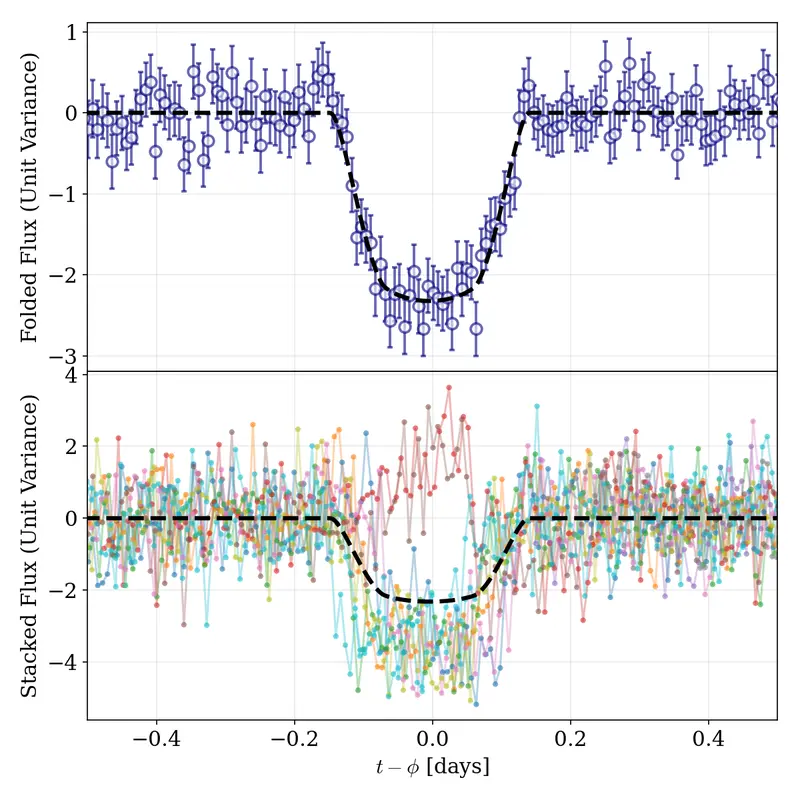 Folded Flux (Unit Variance)
1
0
−1
−2
−3
Stacked Flux (Unit Variance)
4
2
0
−2
−4
−0.4 −0.2 0.0 0.2 0.4
t − ϕ [days]